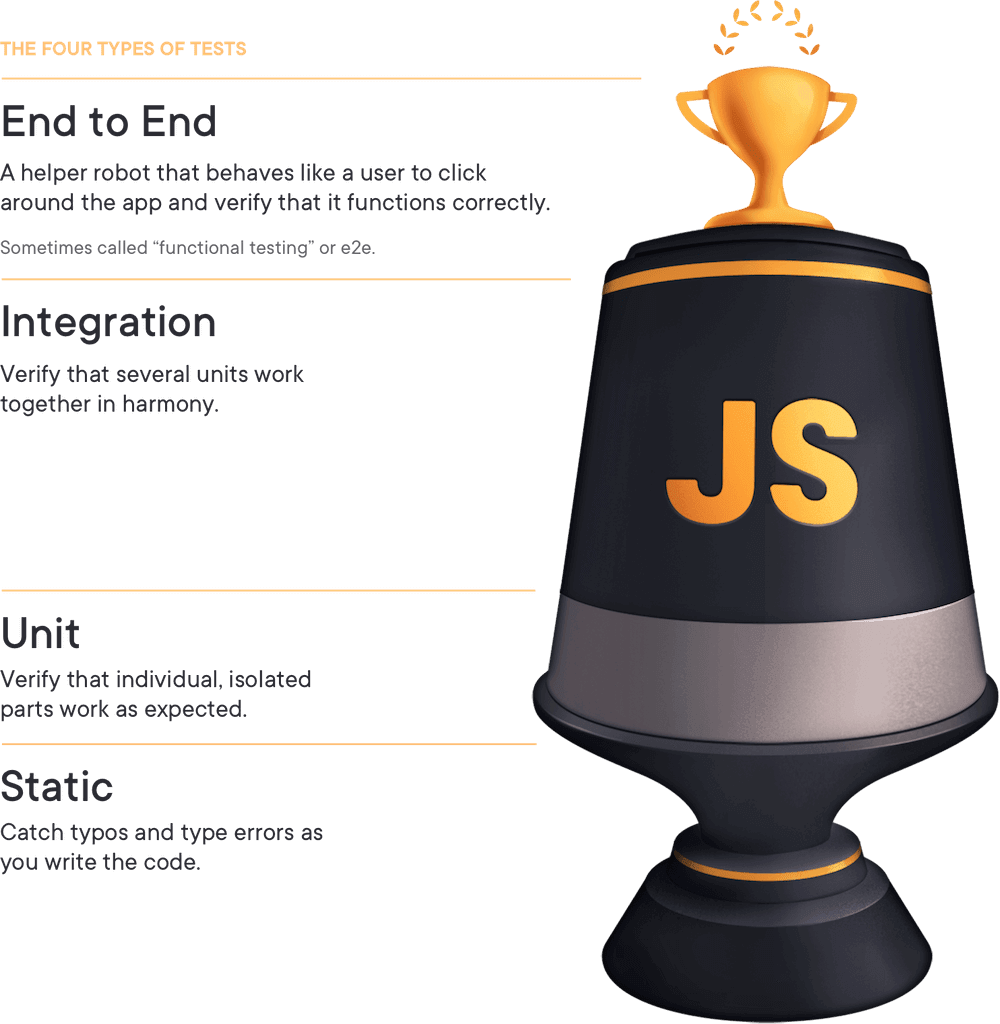 THE FOUR TYPES OF TESTS
End to End
A helper robot that behaves like a user to click
around the app and verify that it functions correctly.
Sometimes called “functional testing” or e2e.
Integration
Verify that several units work
together in harmony.
JS
Unit
Verify that individual, isolated
parts work as expected.
Static
Catch typos and type errors as
you write the code.